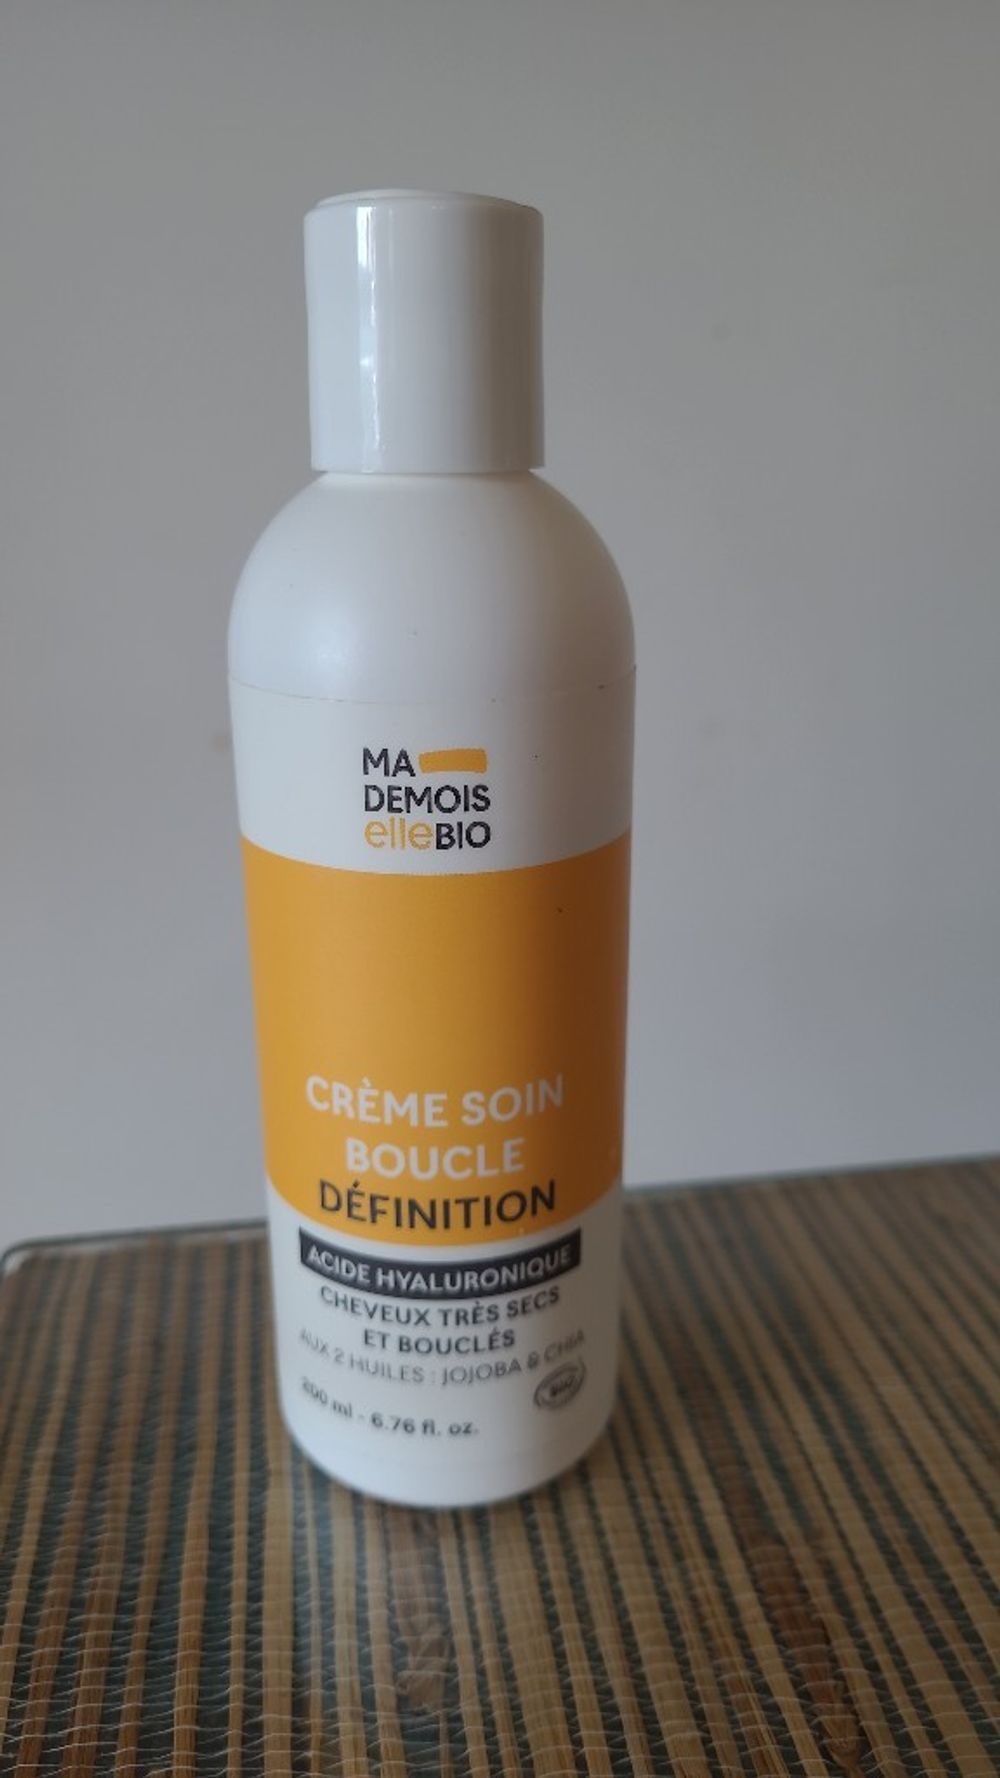 MA
DEMOIS
elleBIO
CRÈME SOIN
BOUCLE
DÉFINITION
ACIDE HYALURONIQUE
CHEVEUX TRÈS SECS
ET BOUCLÉS
AUX 2 HUILES : JOJOBA & CHIA
BIO
200 ml - 6.76 fl. oz.